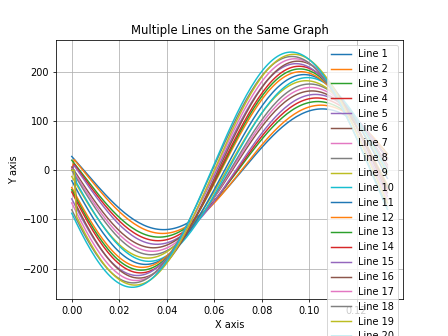 Multiple Lines on the Same Graph
Y axis
200
100
0
−100
−200
0.00
0.02
0.04
0.06
0.08
0.10
X axis
Line 1
Line 2
Line 3
Line 4
Line 5
Line 6
Line 7
Line 8
Line 9
Line 10
Line 11
Line 12
Line 13
Line 14
Line 15
Line 16
Line 17
Line 18
Line 19
Line 20